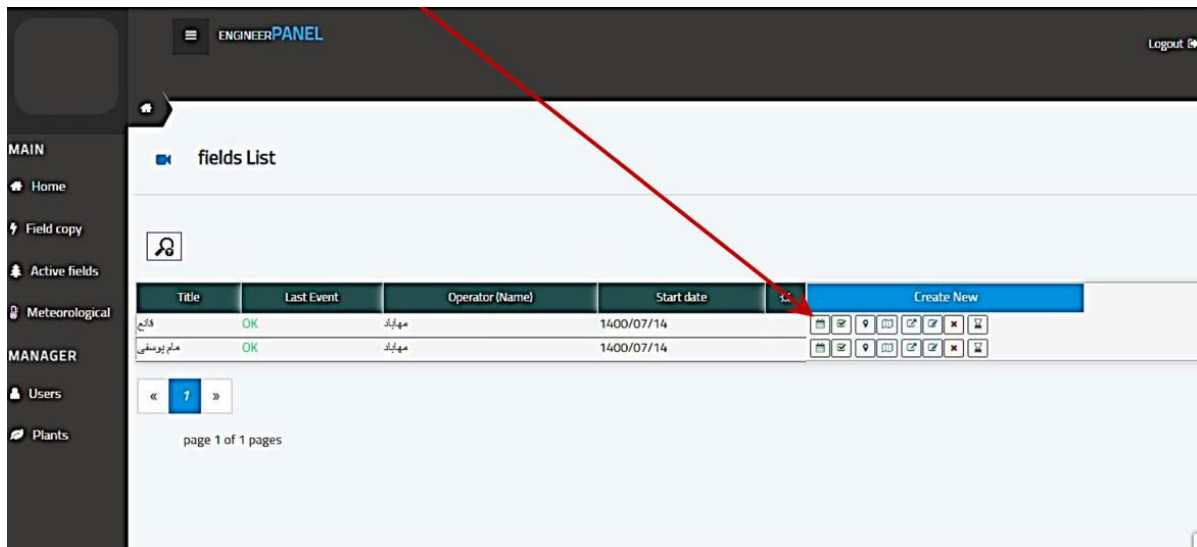 ENGINEERPANEL
Logout
MAIN
Home
Field copy
Active fields
Meteorological
MANAGER
Users
Plants
fields List
Title Last Event Operator (Name) Start date Create New
قانع OK مهاباد 1400/07/14
مام یوسفی OK مهاباد 1400/07/14
« 1 »
page 1 of 1 pages